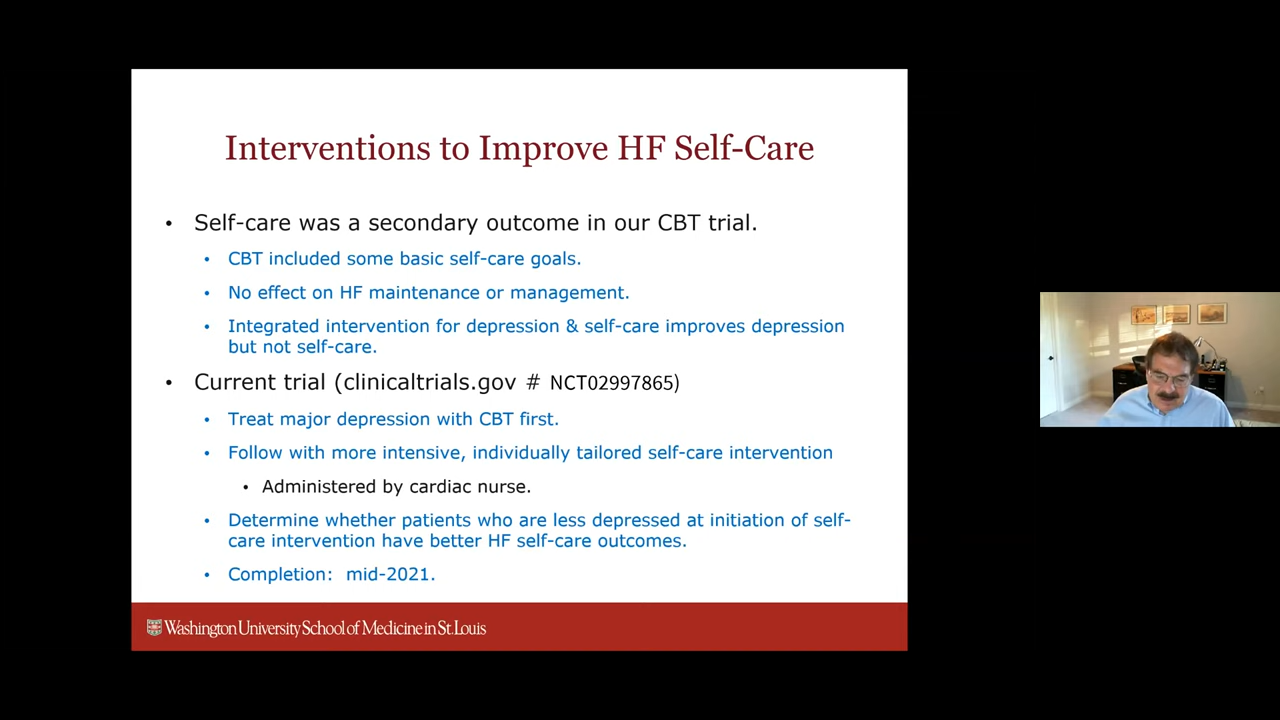 Interventions to Improve HF Self-Care
• Self-care was a secondary outcome in our CBT trial.
• CBT included some basic self-care goals.
• No effect on HF maintenance or management.
• Integrated intervention for depression & self-care improves depression
but not self-care.
• Current trial (clinicaltrials.gov # NCT02997865)
• Treat major depression with CBT first.
• Follow with more intensive, individually tailored self-care intervention
• Administered by cardiac nurse.
• Determine whether patients who are less depressed at initiation of self-
care intervention have better HF self-care outcomes.
• Completion: mid-2021.
Washington University School of Medicine in St. Louis